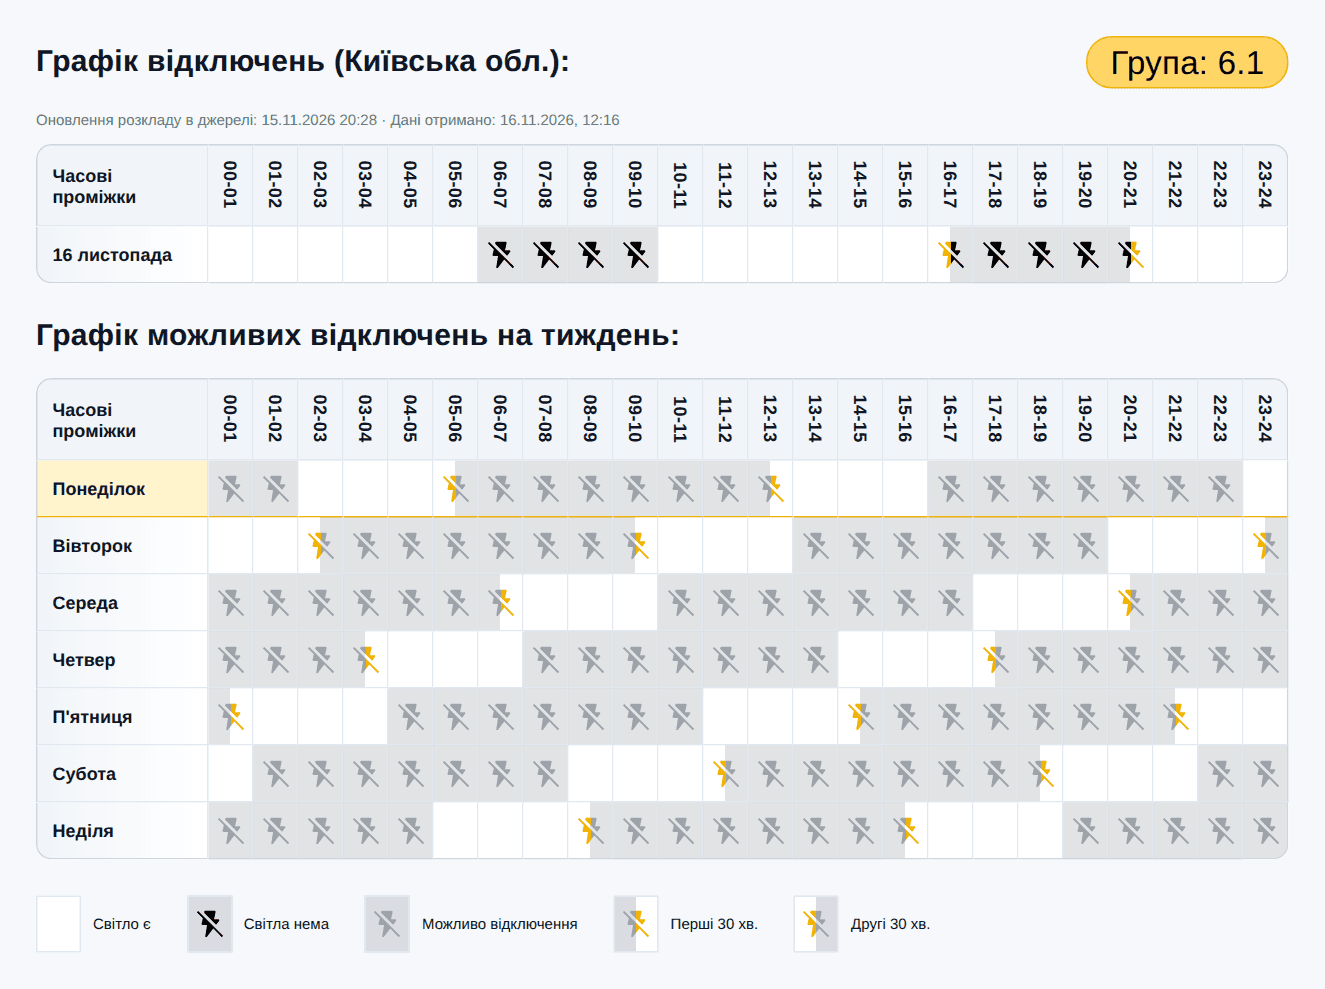 Графік відключень (Київська обл.):
Група: 6.1
Оновлення розкладу в джерелі: 15.11.2026 20:28 · Дані отримано: 16.11.2026, 12:16
Часові проміжки 00-01 01-02 02-03 03-04 04-05 05-06 06-07 07-08 08-09 09-10 10-11 11-12 12-13 13-14 14-15 15-16 16-17 17-18 18-19 19-20 20-21 21-22 22-23 23-24
16 листопада
Графік можливих відключень на тиждень:
Часові проміжки 00-01 01-02 02-03 03-04 04-05 05-06 06-07 07-08 08-09 09-10 10-11 11-12 12-13 13-14 14-15 15-16 16-17 17-18 18-19 19-20 20-21 21-22 22-23 23-24
Понеділок
Вівторок
Середа
Четвер
П'ятниця
Субота
Неділя
Світло є Світла нема Можливо відключення Перші 30 хв. Другі 30 хв.